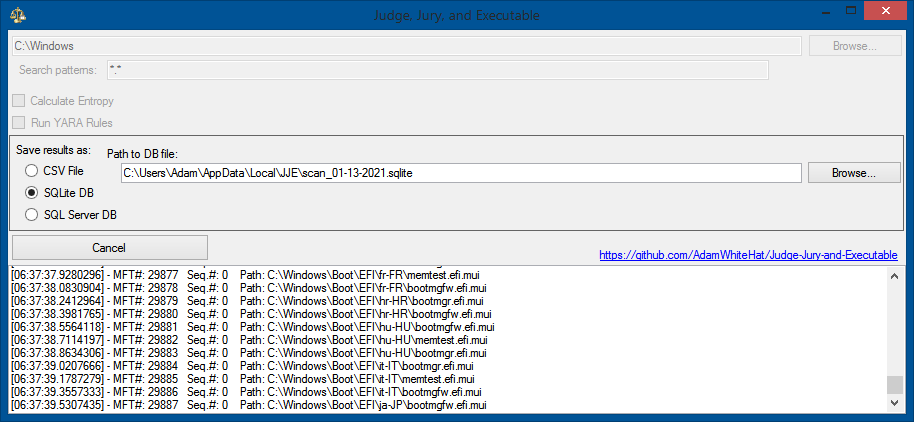 Judge, Jury, and Executable
C:\Windows
Browse...
Search patterns:
*.*
Calculate Entropy
Run YARA Rules
Save results as:
Path to DB file:
CSV File
C:\Users\Adam\AppData\Local\JJE\scan_01-13-2021.sqlite
Browse...
SQLite DB
SQL Server DB
Cancel
https://github.com/AdamWhiteHat/Judge-Jury-and-Executable
[06:37:37.9280296] - MFT#: 29877 Seq.#: 0 Path: C:\Windows\Boot\EFI\fr-FR\memtest.efi.mui
[06:37:38.0830904] - MFT#: 29878 Seq.#: 0 Path: C:\Windows\Boot\EFI\fr-FR\bootmgfw.efi.mui
[06:37:38.2412964] - MFT#: 29879 Seq.#: 0 Path: C:\Windows\Boot\EFI\hr-HR\bootmgr.efi.mui
[06:37:38.3981765] - MFT#: 29880 Seq.#: 0 Path: C:\Windows\Boot\EFI\hr-HR\bootmgfw.efi.mui
[06:37:38.5564118] - MFT#: 29881 Seq.#: 0 Path: C:\Windows\Boot\EFI\hu-HU\bootmgfw.efi.mui
[06:37:38.7114197] - MFT#: 29882 Seq.#: 0 Path: C:\Windows\Boot\EFI\hu-HU\memtest.efi.mui
[06:37:38.8634306] - MFT#: 29883 Seq.#: 0 Path: C:\Windows\Boot\EFI\hu-HU\bootmgr.efi.mui
[06:37:39.0207666] - MFT#: 29884 Seq.#: 0 Path: C:\Windows\Boot\EFI\it-IT\bootmgr.efi.mui
[06:37:39.1787279] - MFT#: 29885 Seq.#: 0 Path: C:\Windows\Boot\EFI\it-IT\memtest.efi.mui
[06:37:39.3557333] - MFT#: 29886 Seq.#: 0 Path: C:\Windows\Boot\EFI\it-IT\bootmgfw.efi.mui
[06:37:39.5307435] - MFT#: 29887 Seq.#: 0 Path: C:\Windows\Boot\EFI\ja-JP\bootmgfw.efi.mui